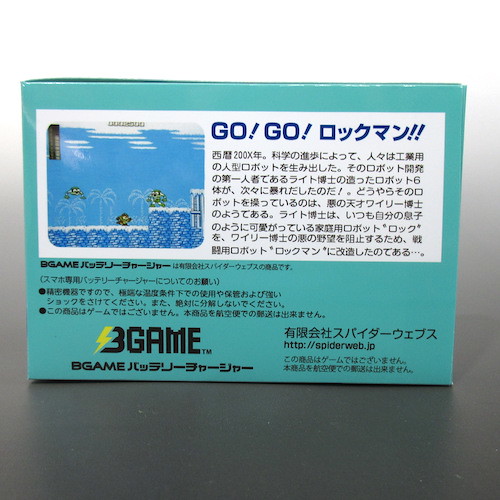 GO! GO! ロックマン!!
西暦200X年。科学の進歩によって、人々は工業用
の人型ロボットを生み出した。そのロボット開発
の第一人者であるライト博士の造ったロボット6
体が、次々に暴れだしたのだ！どうやらそのロ
ボットを操っているのは、悪の天才ワイリー博士
のようである。ライト博士は、いつも自分の息子
のように可愛がっている家庭用ロボット"ロック"
を、ワイリー博士の悪の野望を阻止するため、戦
闘用ロボット"ロックマン"に改造したのである…。
BGAMEバッテリーチャージャーは有限会社スパイダーウェブスの商品です。
〈スマホ専用バッテリーチャージャーについてのお願い〉
●精密機器ですので、極端な温度条件下での使用や保管および強い
ショックをさけてください。また、絶対に分解しないでください。
●この商品はゲームではございません。本商品を航空便での郵送は出来ません。
BGAME™
BGAME バッテリーチャージャー
有限会社スパイダーウェブス
http://spiderweb.jp/
この商品はゲームではございません。
本商品を航空便での郵送は出来ません。